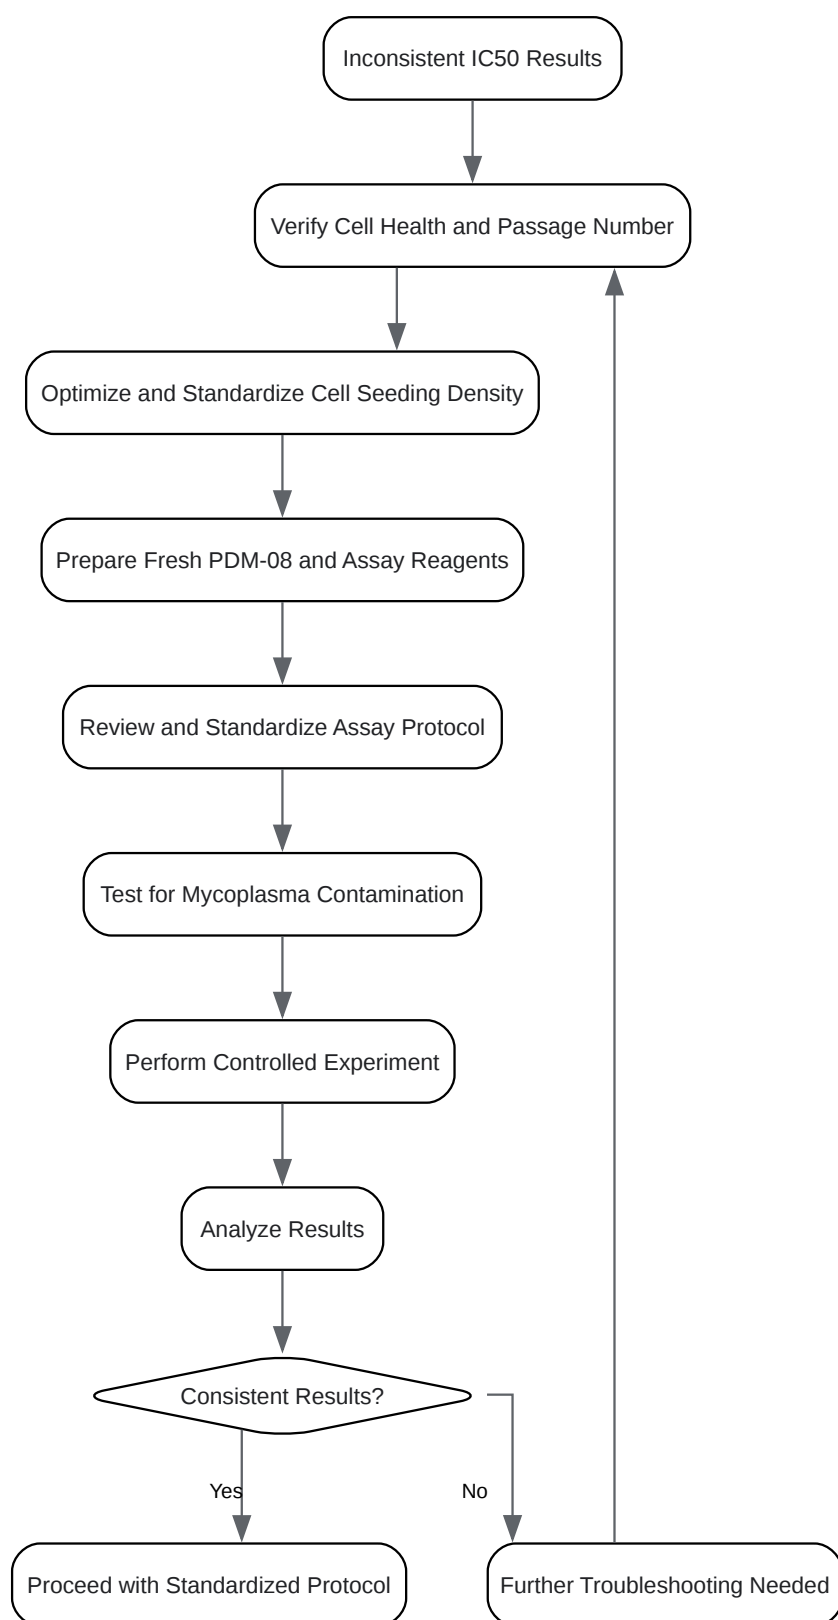 Inconsistent IC50 Results
Verify Cell Health and Passage Number
Optimize and Standardize Cell Seeding Density
Prepare Fresh PDM-08 and Assay Reagents
Review and Standardize Assay Protocol
Test for Mycoplasma Contamination
Perform Controlled Experiment
Analyze Results
Consistent Results?
Yes
No
Proceed with Standardized Protocol
Further Troubleshooting Needed